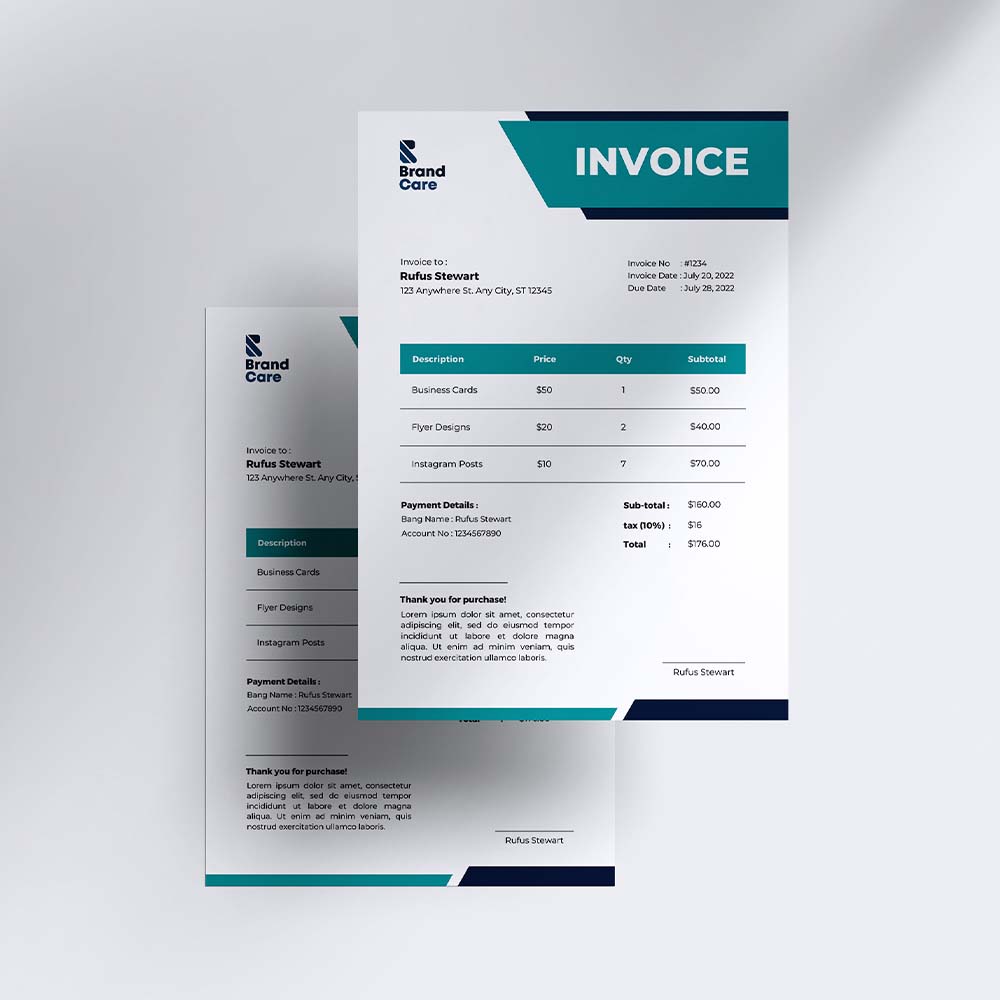 Brand
Care
INVOICE
Invoice to :
Rufus Stewart
123 Anywhere St. Any City, ST 12345
Invoice No : #1234
Invoice Date : July 20, 2022
Due Date : July 28, 2022
Description Price Qty Subtotal
Business Cards $50 1 $50.00
Flyer Designs $20 2 $40.00
Instagram Posts $10 7 $70.00
Payment Details :
Bang Name : Rufus Stewart
Account No : 1234567890
Sub-total : $160.00
tax (10%) : $16
Total : $176.00
Thank you for purchase!
Lorem ipsum dolor sit amet, consectetur
adipiscing elit, sed do eiusmod tempor
incididunt ut labore et dolore magna
aliqua. Ut enim ad minim veniam, quis
nostrud exercitation ullamco laboris.
Rufus Stewart
Brand
Care
Invoice to :
Rufus Stewart
123 Anywhere St. Any City,
Description
Business Cards
Flyer Designs
Instagram Posts
Payment Details :
Bang Name : Rufus Stewart
Account No : 1234567890
Thank you for purchase!
Lorem ipsum dolor sit amet, consectetur
adipiscing elit, sed do eiusmod tempor
incididunt ut labore et dolore magna
aliqua. Ut enim ad minim veniam, quis
nostrud exercitation ullamco laboris.
Rufus Stewart